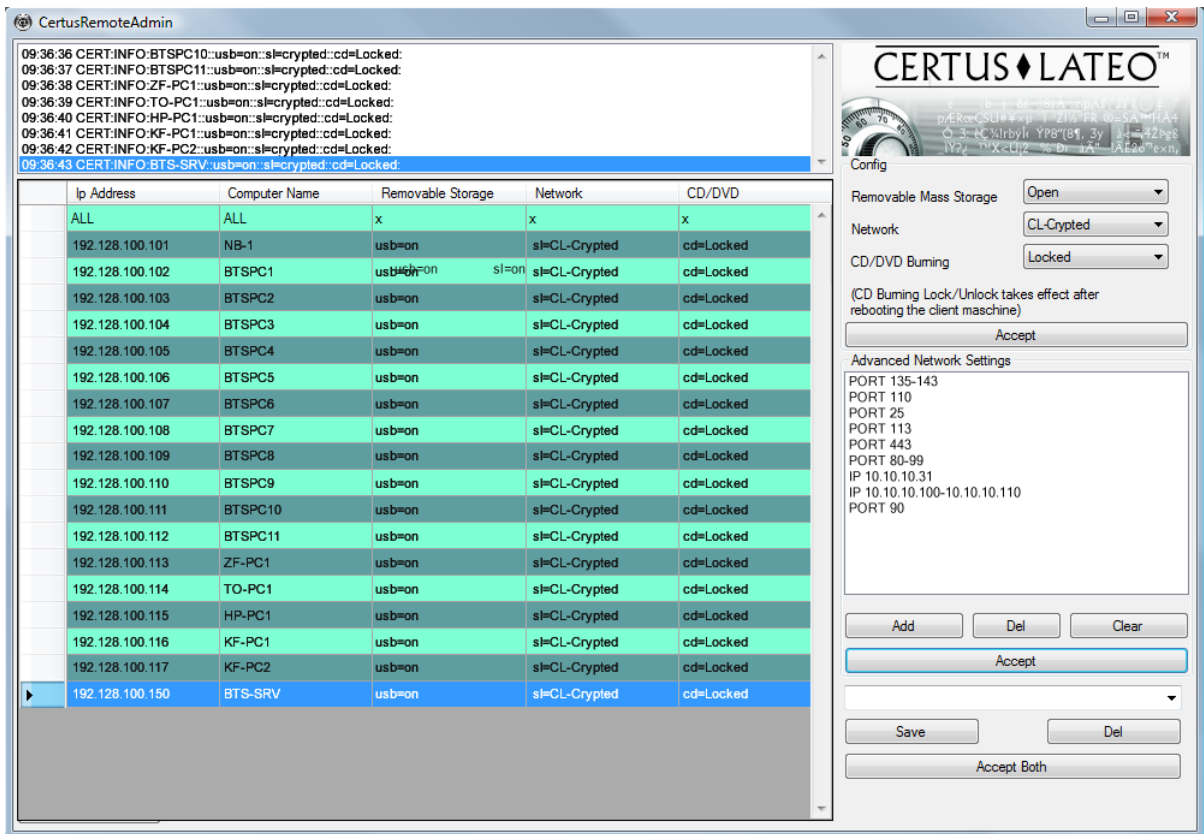 CertusRemoteAdmin
09:36:36 CERT:INFO:BTSPC10::usb=on::sl=crypted::cd=Locked:
09:36:37 CERT:INFO:BTSPC11::usb=on::sl=crypted::cd=Locked:
09:36:38 CERT:INFO:ZF-PC1::usb=on::sl=crypted::cd=Locked:
09:36:39 CERT:INFO:TO-PC1::usb=on::sl=crypted::cd=Locked:
09:36:40 CERT:INFO:HP-PC1::usb=on::sl=crypted::cd=Locked:
09:36:41 CERT:INFO:KF-PC1::usb=on::sl=crypted::cd=Locked:
09:36:42 CERT:INFO:KF-PC2::usb=on::sl=crypted::cd=Locked:
09:36:43 CERT:INFO:BTS-SRV::usb=on::sl=crypted::cd=Locked:
Ip Address Computer Name Removable Storage Network CD/DVD
ALL ALL x x x
192.128.100.101 NB-1 usb=on sl=CL-Crypted cd=Locked
192.128.100.102 BTSPC1 usb=on usb=on sl=on sl=CL-Crypted cd=Locked
192.128.100.103 BTSPC2 usb=on sl=CL-Crypted cd=Locked
192.128.100.104 BTSPC3 usb=on sl=CL-Crypted cd=Locked
192.128.100.105 BTSPC4 usb=on sl=CL-Crypted cd=Locked
192.128.100.106 BTSPC5 usb=on sl=CL-Crypted cd=Locked
192.128.100.107 BTSPC6 usb=on sl=CL-Crypted cd=Locked
192.128.100.108 BTSPC7 usb=on sl=CL-Crypted cd=Locked
192.128.100.109 BTSPC8 usb=on sl=CL-Crypted cd=Locked
192.128.100.110 BTSPC9 usb=on sl=CL-Crypted cd=Locked
192.128.100.111 BTSPC10 usb=on sl=CL-Crypted cd=Locked
192.128.100.112 BTSPC11 usb=on sl=CL-Crypted cd=Locked
192.128.100.113 ZF-PC1 usb=on sl=CL-Crypted cd=Locked
192.128.100.114 TO-PC1 usb=on sl=CL-Crypted cd=Locked
192.128.100.115 HP-PC1 usb=on sl=CL-Crypted cd=Locked
192.128.100.116 KF-PC1 usb=on sl=CL-Crypted cd=Locked
192.128.100.117 KF-PC2 usb=on sl=CL-Crypted cd=Locked
192.128.100.150 BTS-SRV usb=on sl=CL-Crypted cd=Locked
CERTUS♦LATEO™
60 70 80
50
Config
Removable Mass Storage Open
Network CL-Crypted
CD/DVD Burning Locked
(CD Burning Lock/Unlock takes effect after
rebooting the client maschine)
Accept
Advanced Network Settings
PORT 135-143
PORT 110
PORT 25
PORT 113
PORT 443
PORT 80-99
IP 10.10.10.31
IP 10.10.10.100-10.10.10.110
PORT 90
Add Del Clear
Accept
Save Del
Accept Both